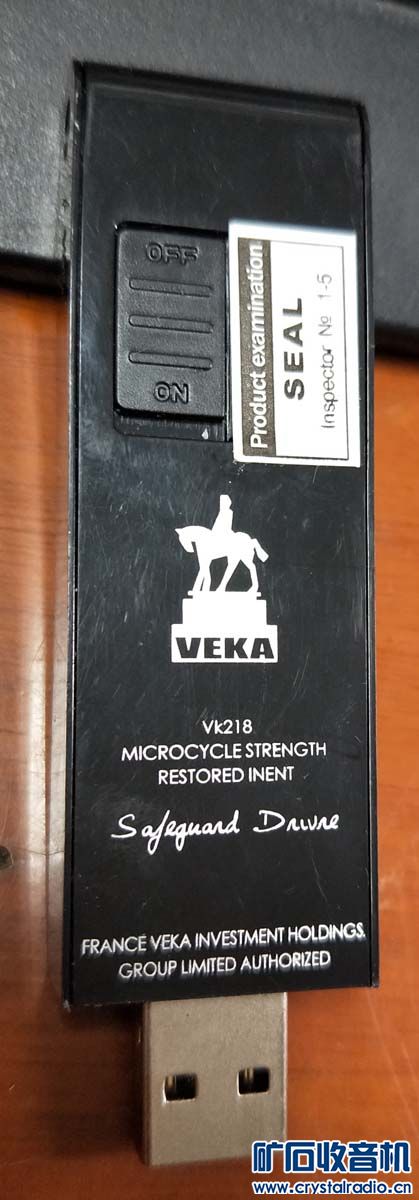 OFF
ON
Product examination
SEAL
Inspector № 1-5
VEKA
Vk218
MICROCYCLE STRENGTH
RESTORED INENT
Safeguard Drivre
FRANCE VEKA INVESTMENT HOLDINGS.
GROUP LIMITED AUTHORIZED
矿石收音机
www.crystalradio.cn